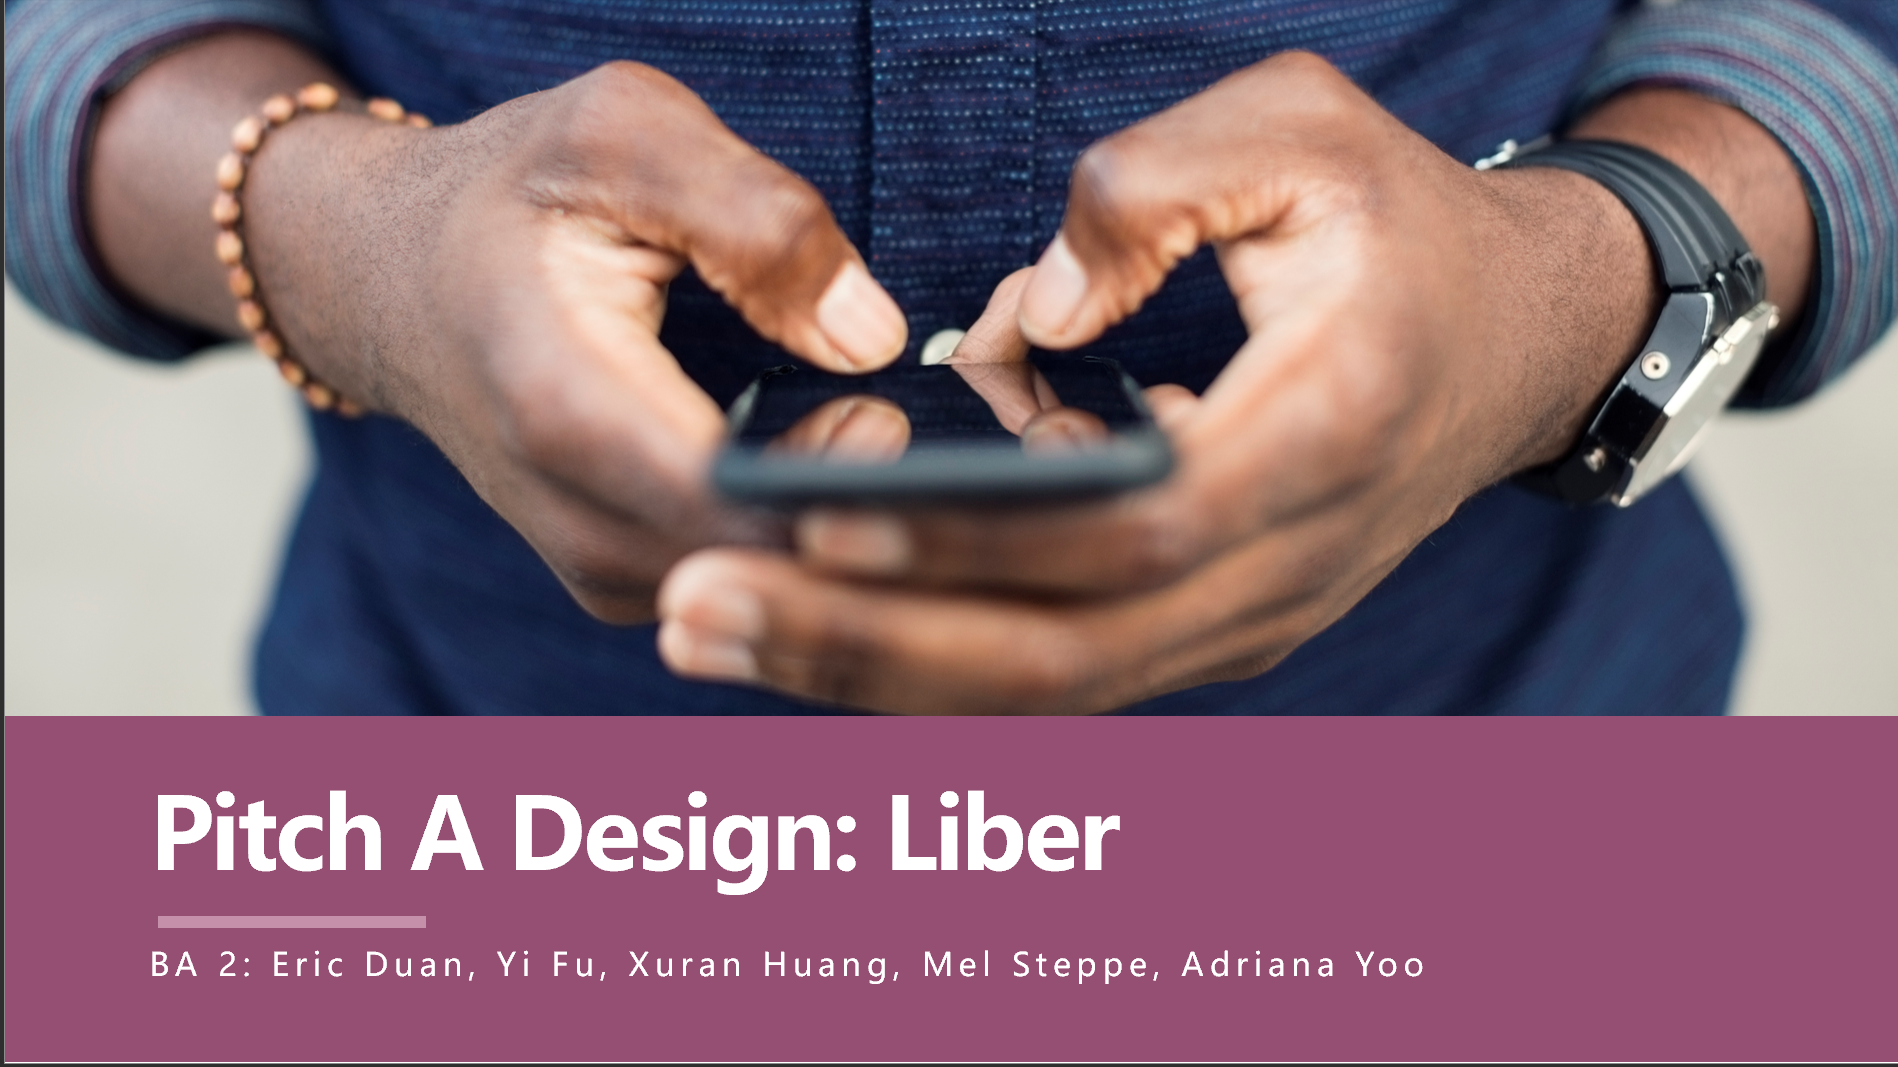 Pitch A Design: Liber
BA 2: Eric Duan, Yi Fu, Xuran Huang, Mel Steppe, Adriana Yoo